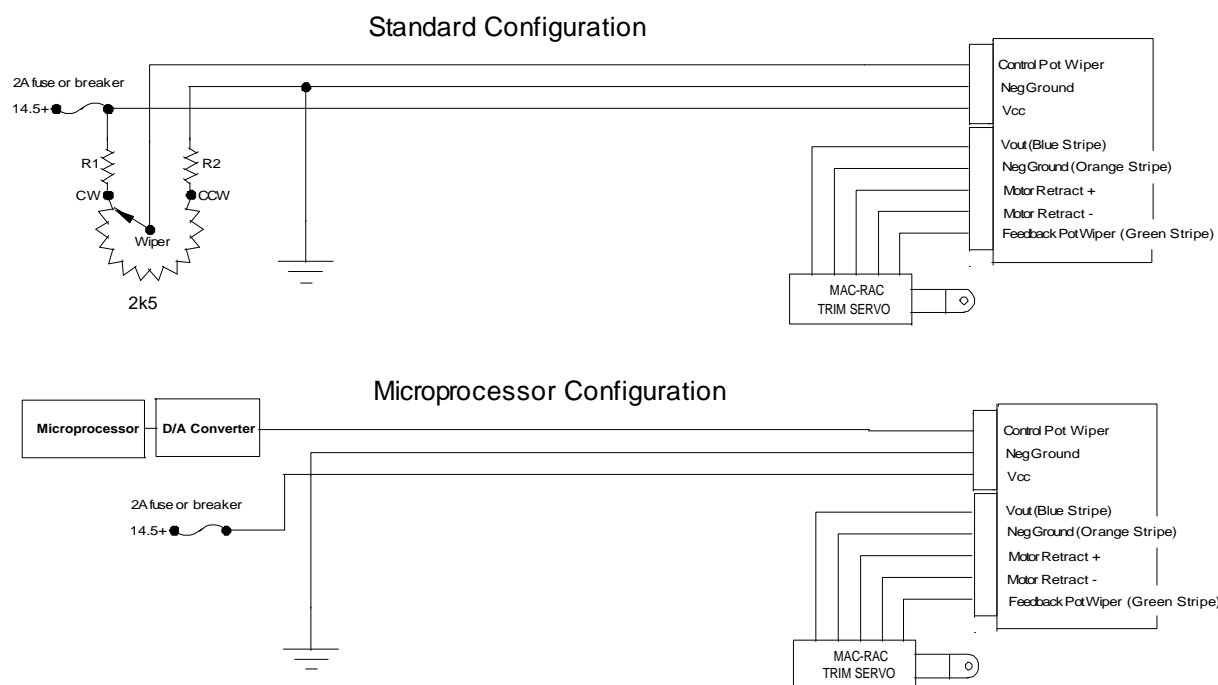 Standard Configuration
2A fuse or breaker
14.5+
R1
R2
CW
CCW
Wiper
2k5
Control Pot Wiper
Neg Ground
Vcc
Vout (Blue Stripe)
Neg Ground (Orange Stripe)
Motor Retract +
Motor Retract -
Feedback Pot Wiper (Green Stripe)
MAC-RAC
TRIM SERVO
Microprocessor Configuration
Microprocessor
D/A Converter
2A fuse or breaker
14.5+
Control Pot Wiper
Neg Ground
Vcc
Vout (Blue Stripe)
Neg Ground (Orange Stripe)
Motor Retract +
Motor Retract -
Feedback Pot Wiper (Green Stripe)
MAC-RAC
TRIM SERVO